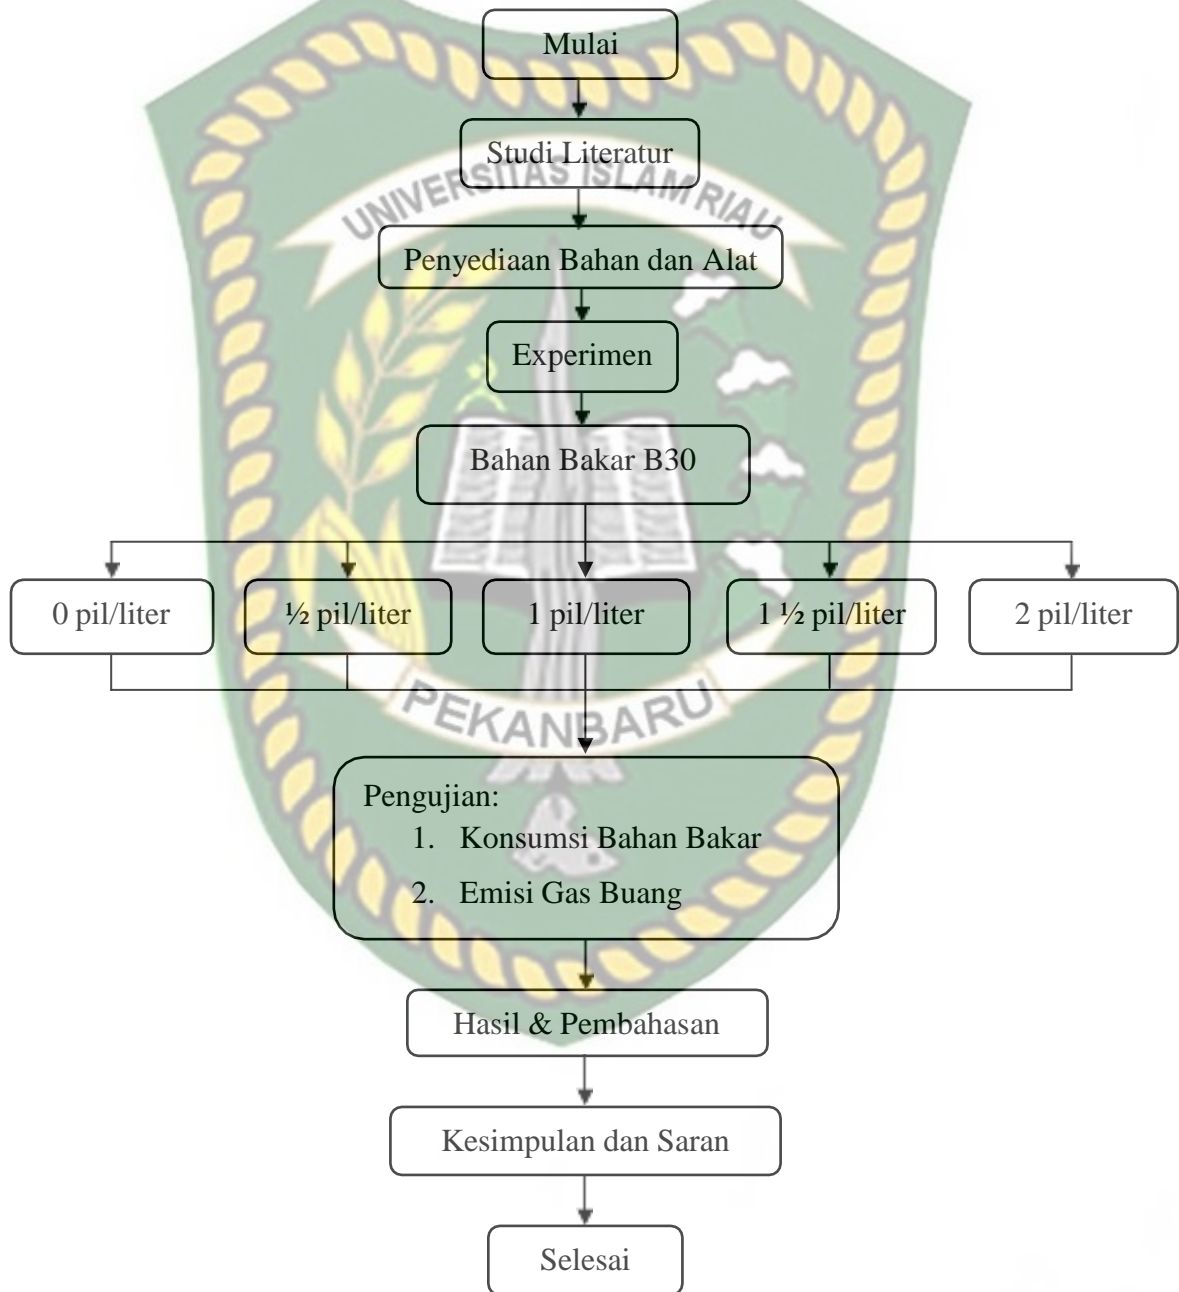 Mulai
Studi Literatur
UNIVERSITAS ISLAM RIAU
Penyediaan Bahan dan Alat
Experimen
Bahan Bakar B30
0 pil/liter
½ pil/liter
1 pil/liter
1 ½ pil/liter
2 pil/liter
PEKANBARU
Pengujian:
1. Konsumsi Bahan Bakar
2. Emisi Gas Buang
Hasil & Pembahasan
Kesimpulan dan Saran
Selesai